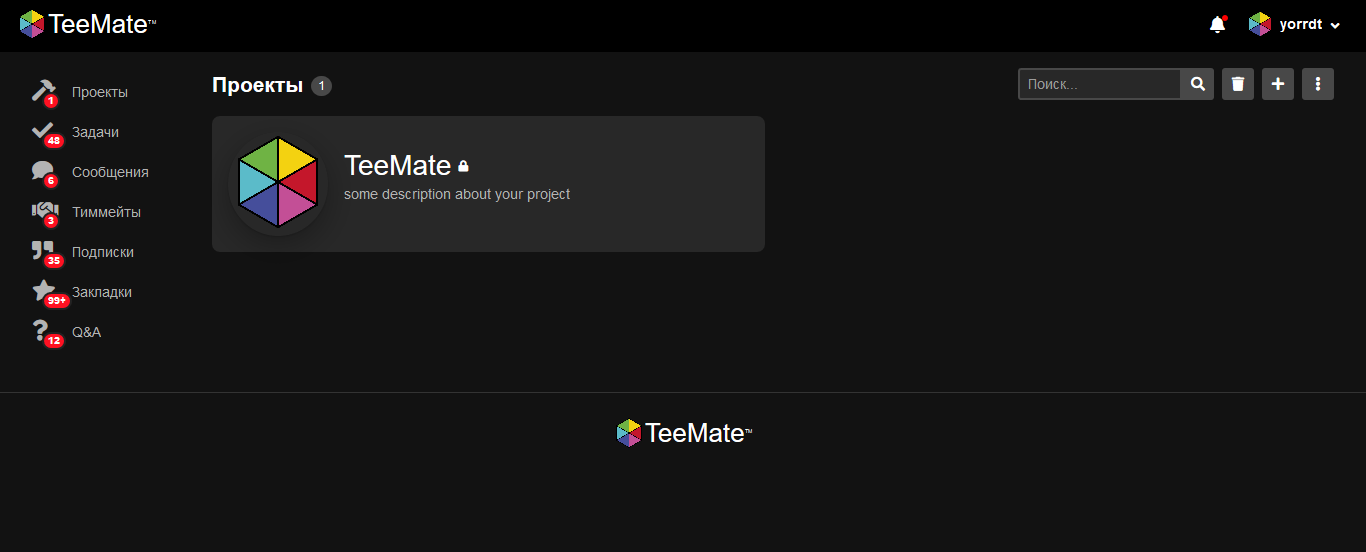 TeeMate™
yorrdt
Проекты
1
Задачи
48
Сообщения
6
Тиммейты
3
Подписки
35
Закладки
99+
Q&A
12
Проекты 1
Поиск...
TeeMate
some description about your project
TeeMate™